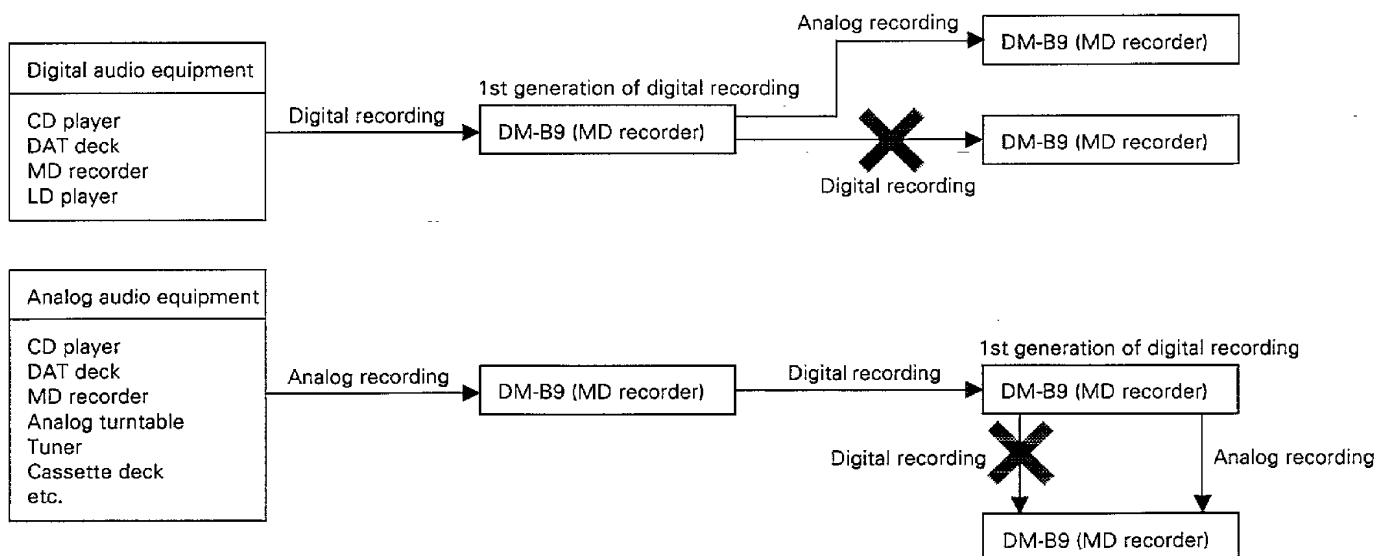 Analog recording
DM-B9 (MD recorder)
Digital audio equipment
CD player
DAT deck
MD recorder
LD player
Digital recording
1st generation of digital recording
DM-B9 (MD recorder)
DM-B9 (MD recorder)
Digital recording
Analog audio equipment
CD player
DAT deck
MD recorder
Analog turntable
Tuner
Cassette deck
etc.
Analog recording
DM-B9 (MD recorder)
Digital recording
1st generation of digital recording
DM-B9 (MD recorder)
Digital recording
Analog recording
DM-B9 (MD recorder)